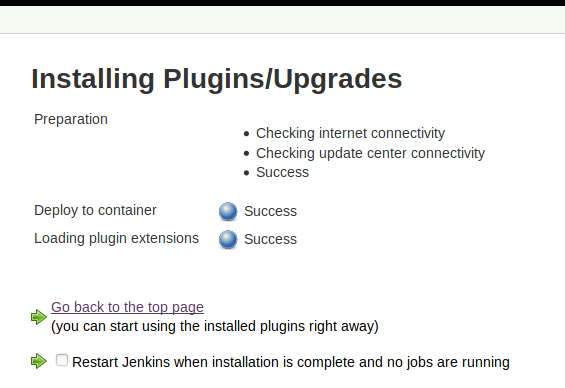 Installing Plugins/Upgrades
Preparation
Checking internet connectivity
Checking update center connectivity
Success
Deploy to container Success
Loading plugin extensions Success
Go back to the top page
(you can start using the installed plugins right away)
Restart Jenkins when installation is complete and no jobs are running